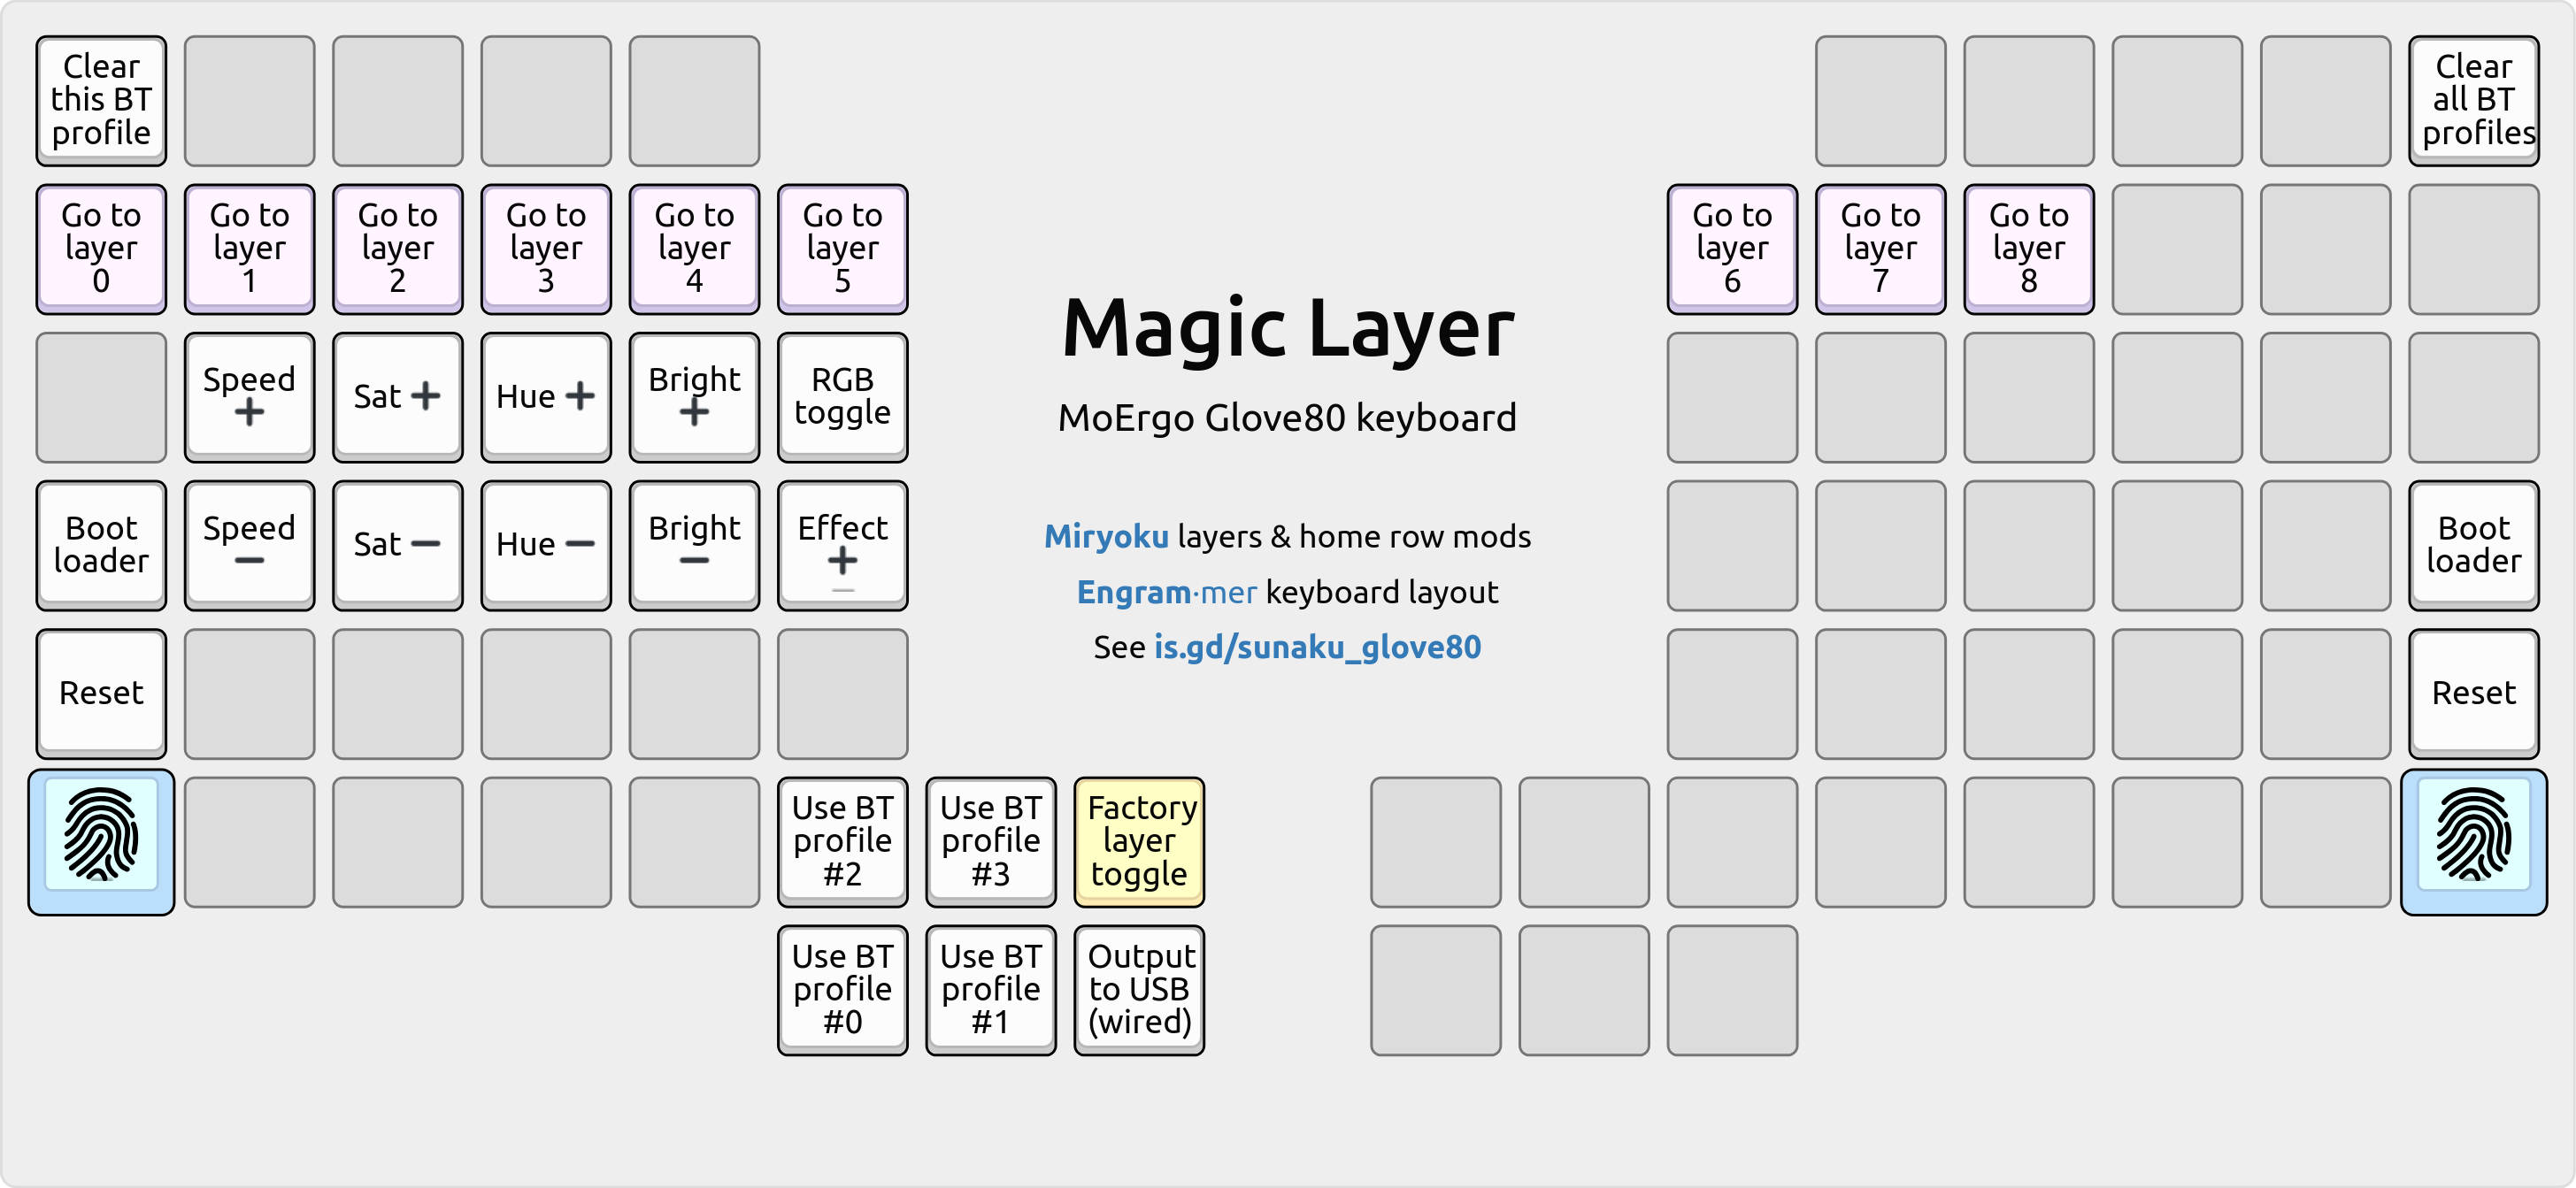 Clear
this BT
profile
Clear
all BT
profiles
Go to
layer
0
Go to
layer
1
Go to
layer
2
Go to
layer
3
Go to
layer
4
Go to
layer
5
Go to
layer
6
Go to
layer
7
Go to
layer
8
Magic Layer
MoErgo Glove80 keyboard
Miryoku layers & home row mods
Engram·mer keyboard layout
See is.gd/sunaku_glove80
Speed
+
Sat +
Hue +
Bright
+
RGB
toggle
Boot
loader
Speed
−
Sat −
Hue −
Bright
−
Effect
+
−
Boot
loader
Reset
Reset
Use BT
profile
#2
Use BT
profile
#3
Factory
layer
toggle
Use BT
profile
#0
Use BT
profile
#1
Output
to USB
(wired)